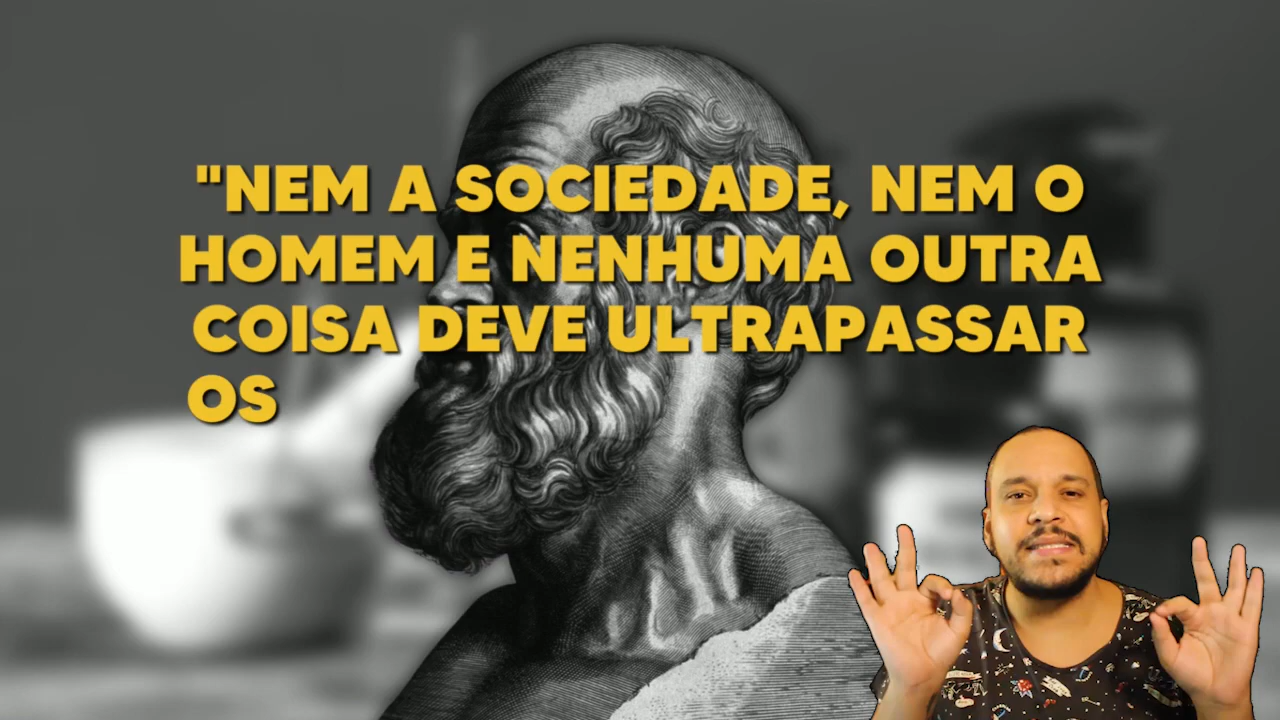 "NEM A SOCIEDADE, NEM O
HOMEM E NENHUMA OUTRA
COISA DEVE ULTRAPASSAR
OS